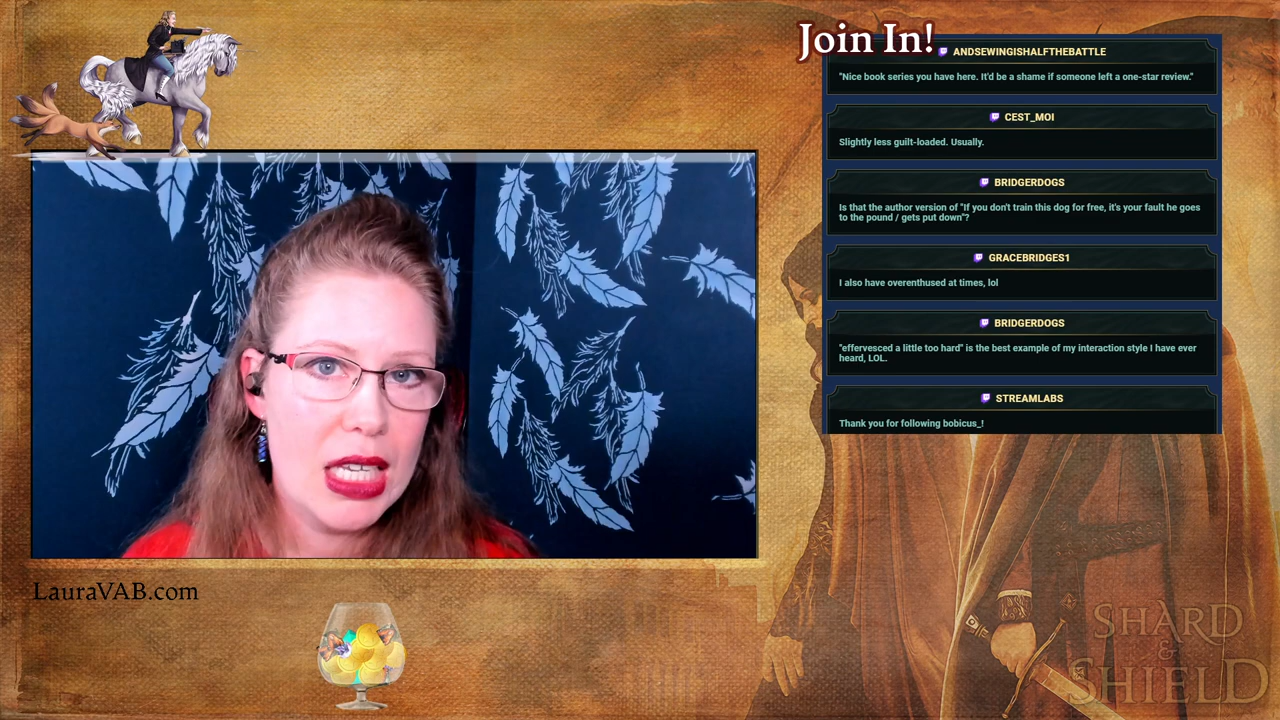 Join In!
ANDSEWINGISHALFTHEBATTLE
"Nice book series you have here. It'd be a shame if someone left a one-star review."
CEST_MOI
Slightly less guilt-loaded. Usually.
BRIDGERDOGS
Is that the author version of "If you don't train this dog for free, it's your fault he goes
to the pound / gets put down"?
GRACEBRIDGES1
I also have overenthused at times, lol
BRIDGERDOGS
"effervesced a little too hard" is the best example of my interaction style I have ever
heard, LOL.
STREAMLABS
Thank you for following bobicus_!
LauraVAB.com
SHARD
&
SHIELD